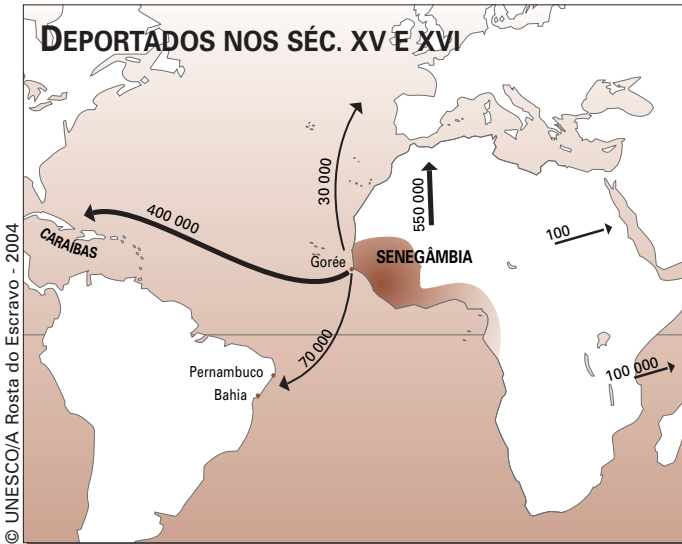 DEPORTADOS NOS SÉC. XV E XVI
400 000
30 000
550 000
100
CARAÍBAS
Gorée
SENEGÂMBIA
70 000
Pernambuco
Bahia
100 000
© UNESCO/A Rosta do Escravo - 2004